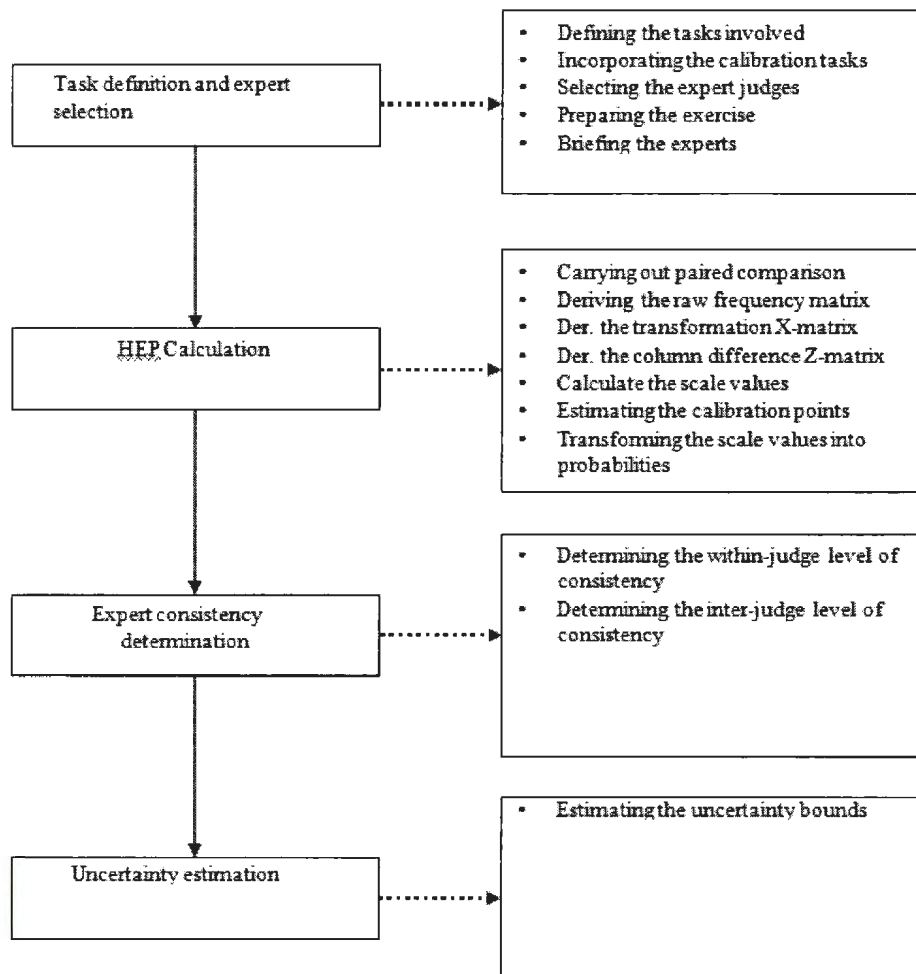 Task definition and expert
selection
• Defining the tasks involved
• Incorporating the calibration tasks
• Selecting the expert judges
• Preparing the exercise
• Briefing the experts
HEP Calculation
• Carrying out paired comparison
• Deriving the raw frequency matrix
• Der. the transformation X-matrix
• Der. the column difference Z-matrix
• Calculate the scale values
• Estimating the calibration points
• Transforming the scale values into
probabilities
Expert consistency
determination
• Determining the within-judge level of
consistency
• Determining the inter-judge level of
consistency
Uncertainty estimation
• Estimating the uncertainty bounds